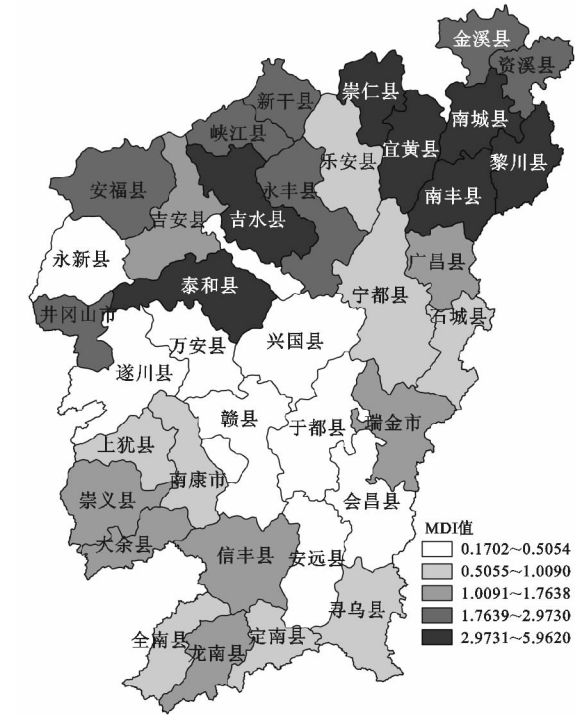 金溪县
资溪县
崇仁县
新干县
南城县
峡江县
宜黄县
乐安县
黎川县
安福县
永丰县
南丰县
吉安县
吉水县
永新县
广昌县
泰和县
宁都县
井冈山市
石城县
兴国县
万安县
遂川县
赣县
于都县
瑞金市
上犹县
南康市
崇义县
会昌县
大余县
信丰县
安远县
寻乌县
全南县
定南县
龙南县
MDI值
0.1702~0.5054
0.5055~1.0090
1.0091~1.7638
1.7639~2.9730
2.9731~5.9620